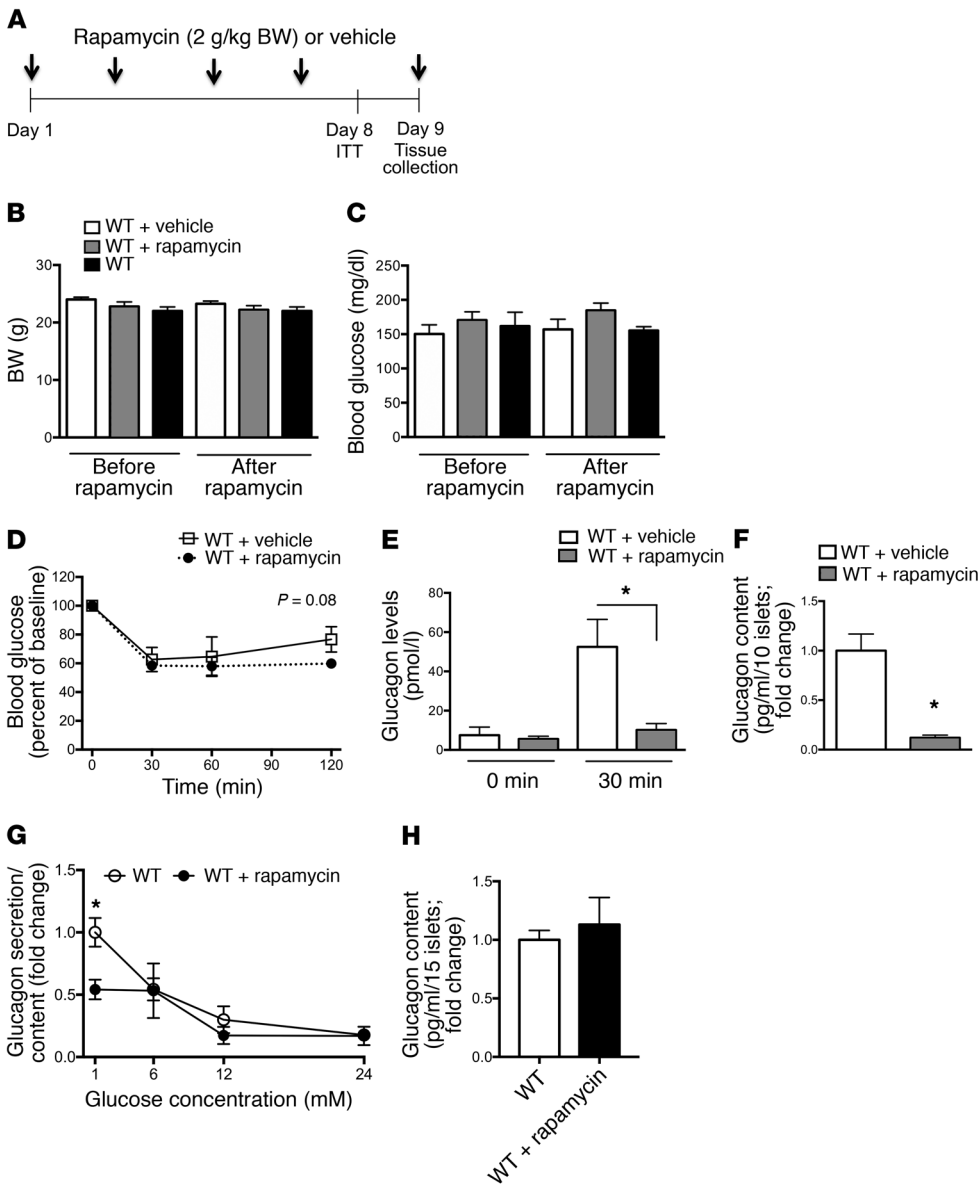 A
Rapamycin (2 g/kg BW) or vehicle
Day 1
Day 8
ITT
Day 9
Tissue
collection
B
WT + vehicle
WT + rapamycin
WT
BW (g)
30
20
10
0
Before
rapamycin
After
rapamycin
C
Blood glucose (mg/dl)
250
200
150
100
50
0
Before
rapamycin
After
rapamycin
D
WT + vehicle
WT + rapamycin
Blood glucose
(percent of baseline)
120
100
80
60
40
20
0
P = 0.08
0 30 60 90 120
Time (min)
E
WT + vehicle
WT + rapamycin
Glucagon levels
(pmol/l)
80
60
40
20
0
*
0 min
30 min
F
WT + vehicle
WT + rapamycin
Glucagon content
(pg/ml/10 islets;
fold change)
1.5
1.0
0.5
0.0
*
G
WT
WT + rapamycin
Glucagon secretion/
content (fold change)
1.5
1.0
0.5
0.0
*
1 6 12 24
Glucose concentration (mM)
H
Glucagon content
(pg/ml/15 islets;
fold change)
1.5
1.0
0.5
0.0
WT
WT + rapamycin